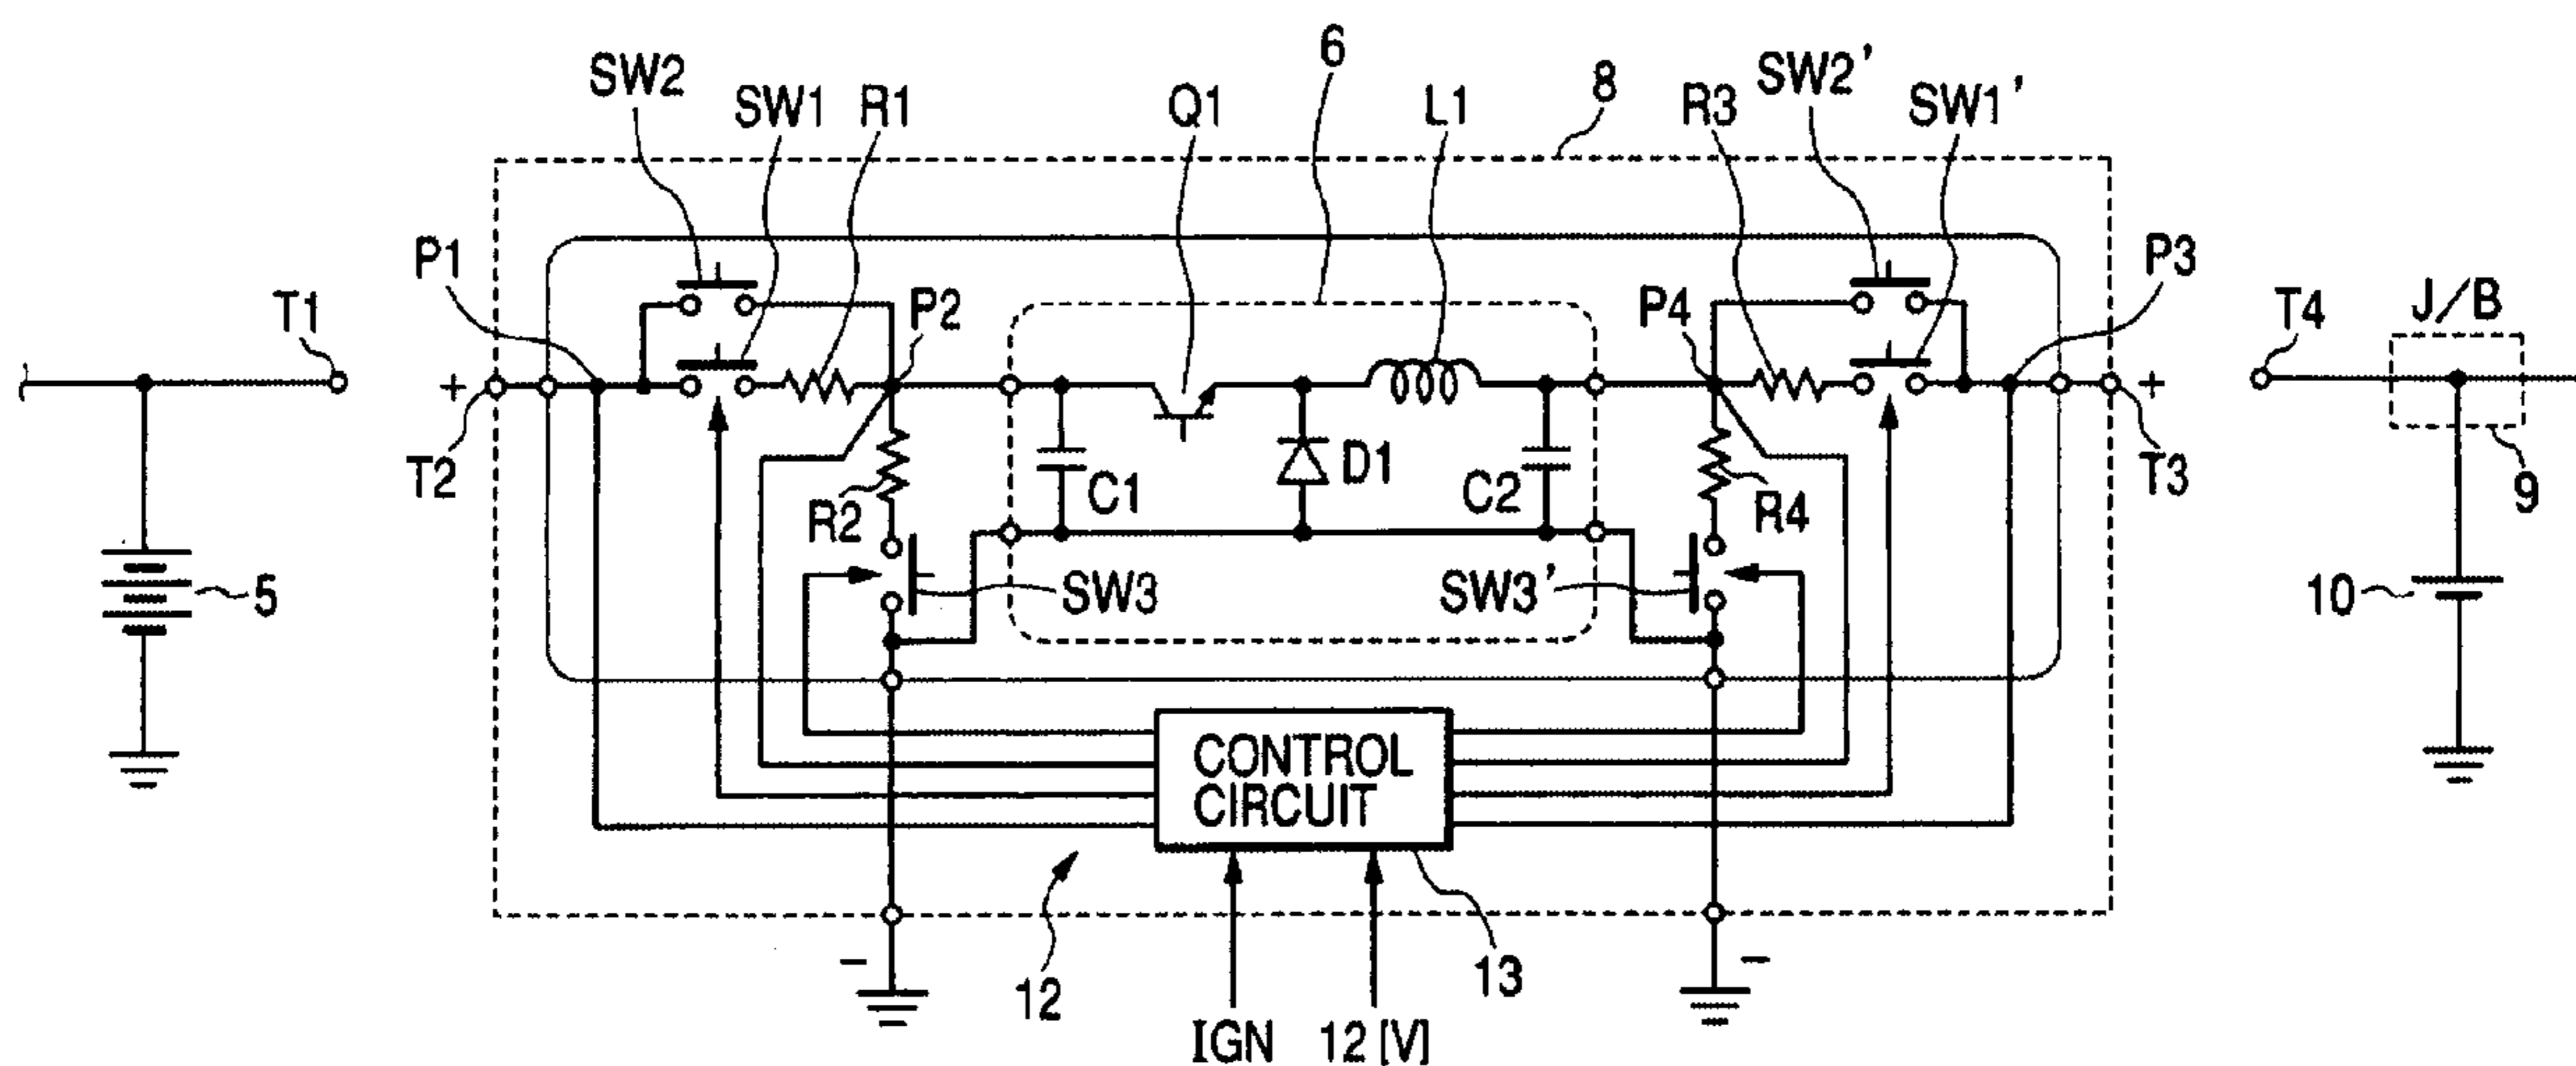 6
SW2
8
SW2'
SW1
R1
Q1
L1
R3
SW1'
P1
P3
T1
P2
P4
J/B
T4
+
+
T2
C1
D1
C2
T3
R2
R4
9
5
SW3
SW3'
10
CONTROL
CIRCUIT
−
−
12
13
IGN
12 [V]